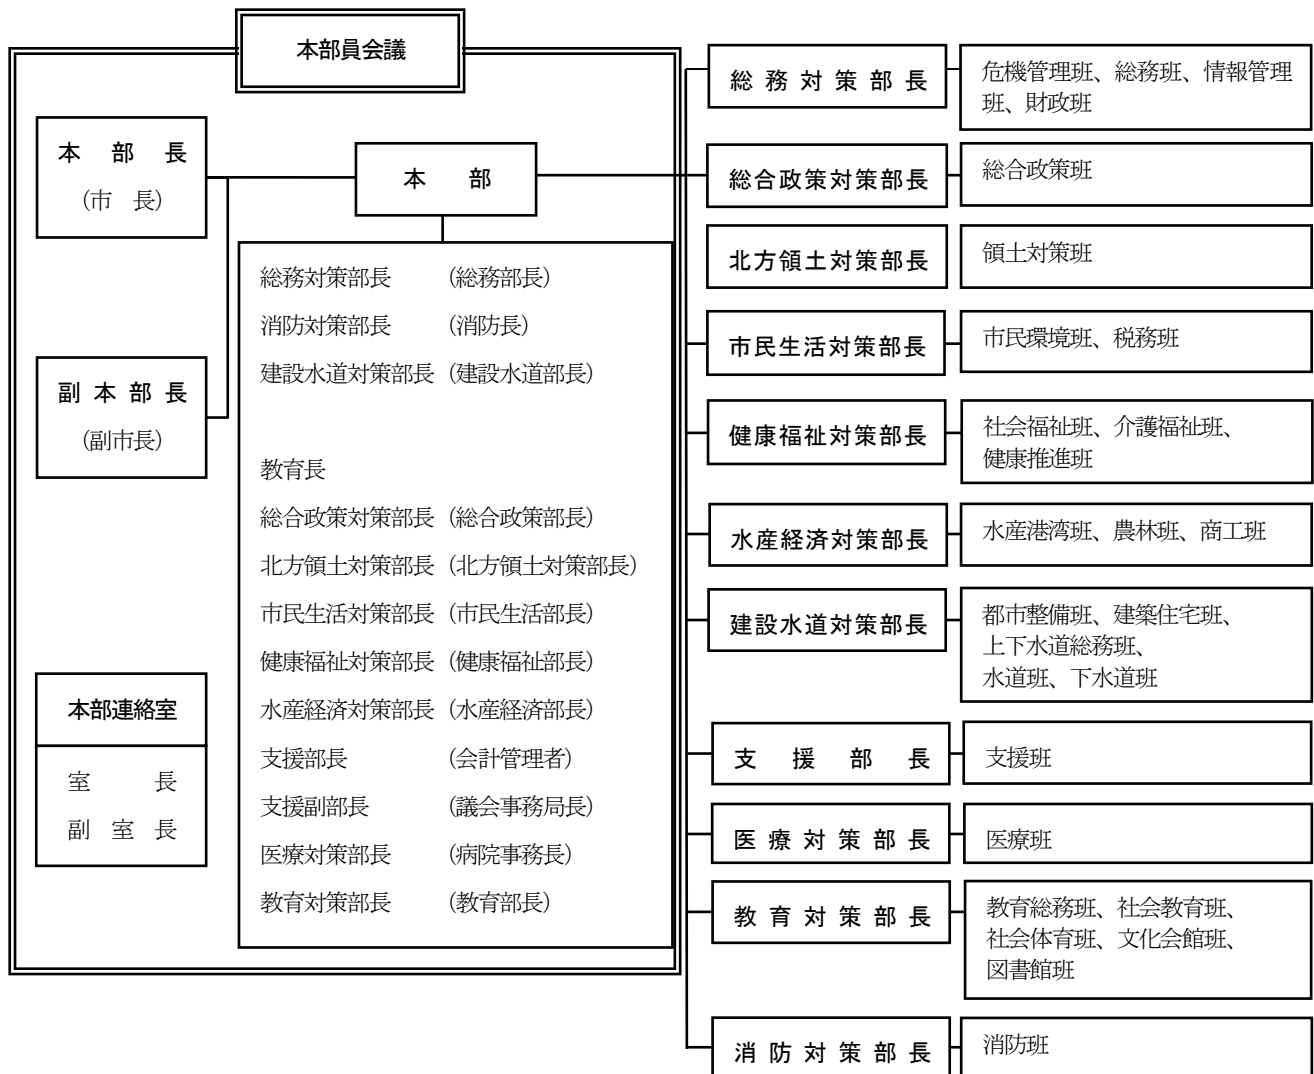 本部員会議
本部長
(市 長)
副本部長
(副市長)
本部連絡室
室 長
副室長
本 部
総務対策部長 (総務部長)
消防対策部長 (消防長)
建設水道対策部長 (建設水道部長)
教育長
総合政策対策部長 (総合政策部長)
北方領土対策部長 (北方領土対策部長)
市民生活対策部長 (市民生活部長)
健康福祉対策部長 (健康福祉部長)
水産経済対策部長 (水産経済部長)
支援部長 (会計管理者)
支援副部長 (議会事務局長)
医療対策部長 (病院事務長)
教育対策部長 (教育部長)
総務対策部長
危機管理班、総務班、情報管理
班、財政班
総合政策対策部長
総合政策班
北方領土対策部長
領土対策班
市民生活対策部長
市民環境班、税務班
健康福祉対策部長
社会福祉班、介護福祉班、
健康推進班
水産経済対策部長
水産港湾班、農林班、商工班
建設水道対策部長
都市整備班、建築住宅班、
上下水道総務班、
水道班、下水道班
支援部長
支援班
医療対策部長
医療班
教育対策部長
教育総務班、社会教育班、
社会体育班、文化会館班、
図書館班
消防対策部長
消防班